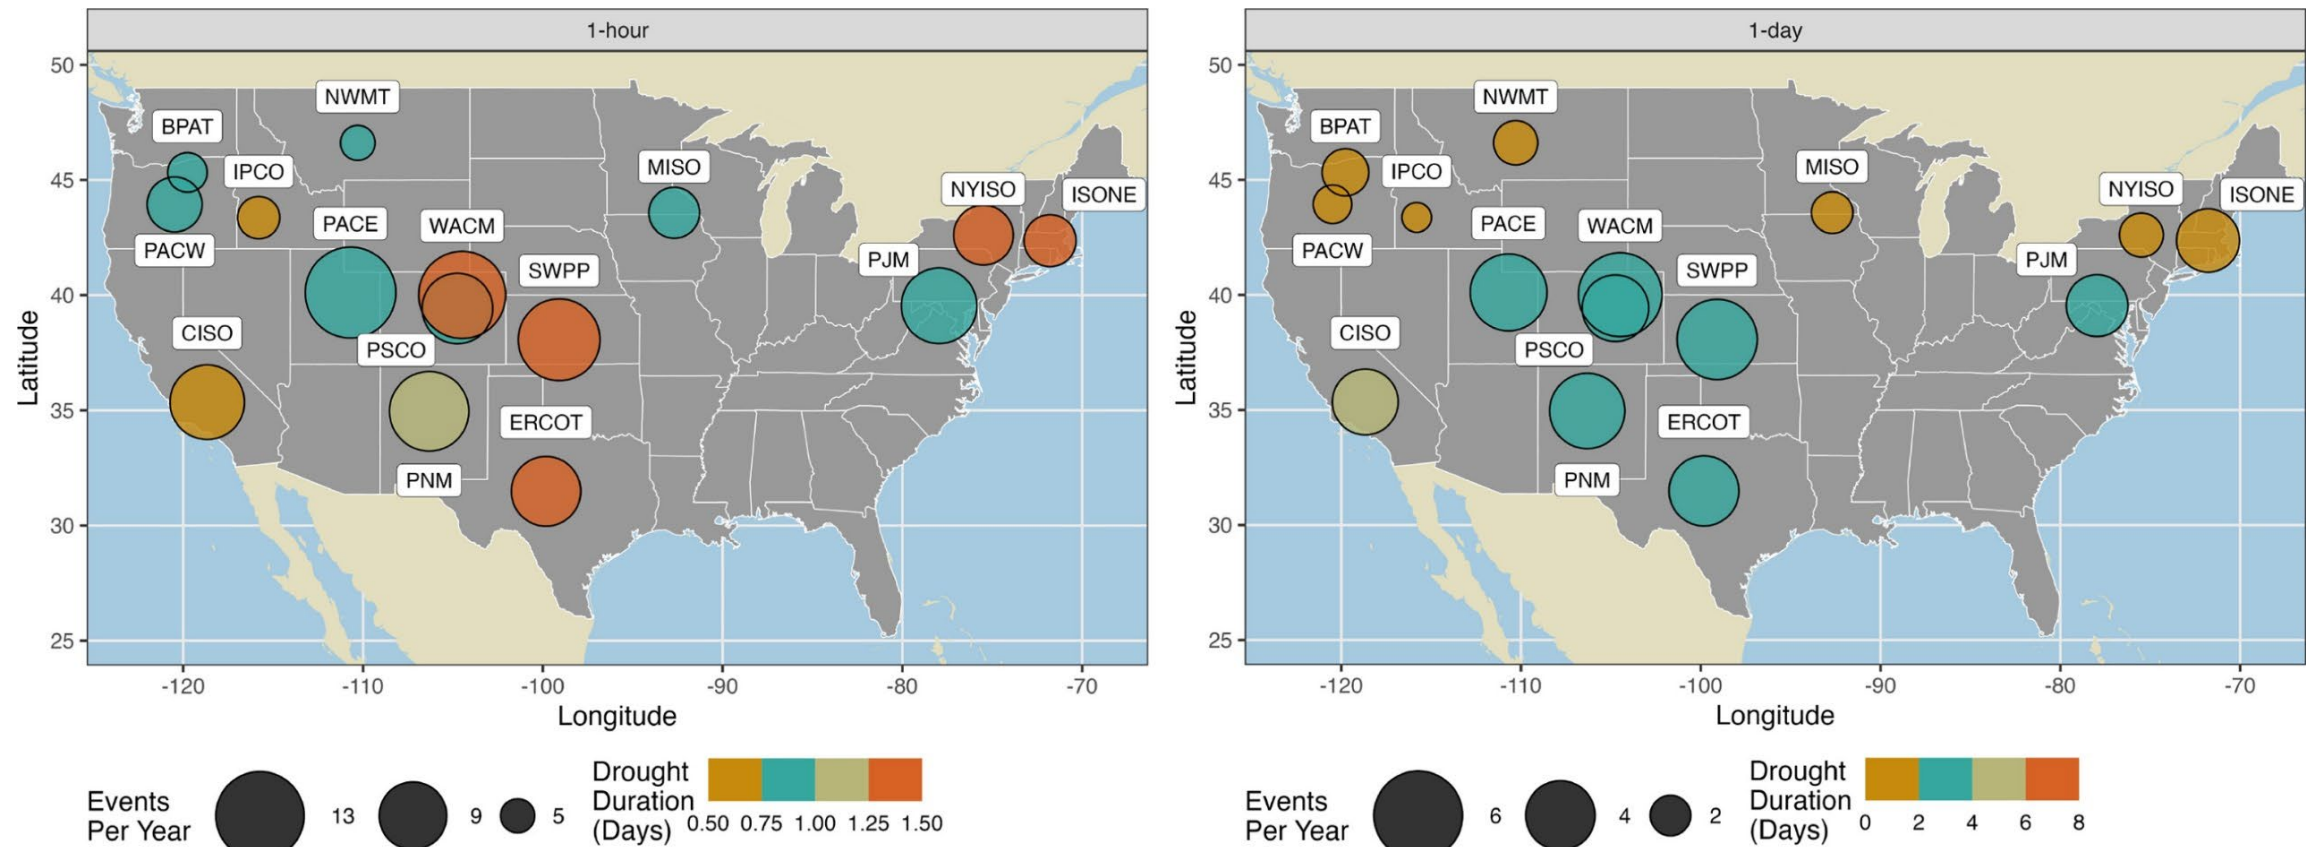 1-hour
50
45
40
35
30
25
Latitude
NWMT
BPAT
IPCO
MISO
NYISO
ISONE
PACE
WACM
PACW
PJM
SWPP
CISO
PSCO
ERCOT
PNM
-120 -110 -100 -90 -80 -70
Longitude
Events
Per Year
13 9 5
Drought
Duration
(Days)
0.50 0.75 1.00 1.25 1.50
1-day
50
45
40
35
30
25
Latitude
NWMT
BPAT
IPCO
MISO
NYISO
ISONE
PACE
WACM
PACW
PJM
SWPP
CISO
PSCO
ERCOT
PNM
-120 -110 -100 -90 -80 -70
Longitude
Events
Per Year
6 4 2
Drought
Duration
(Days)
0 2 4 6 8